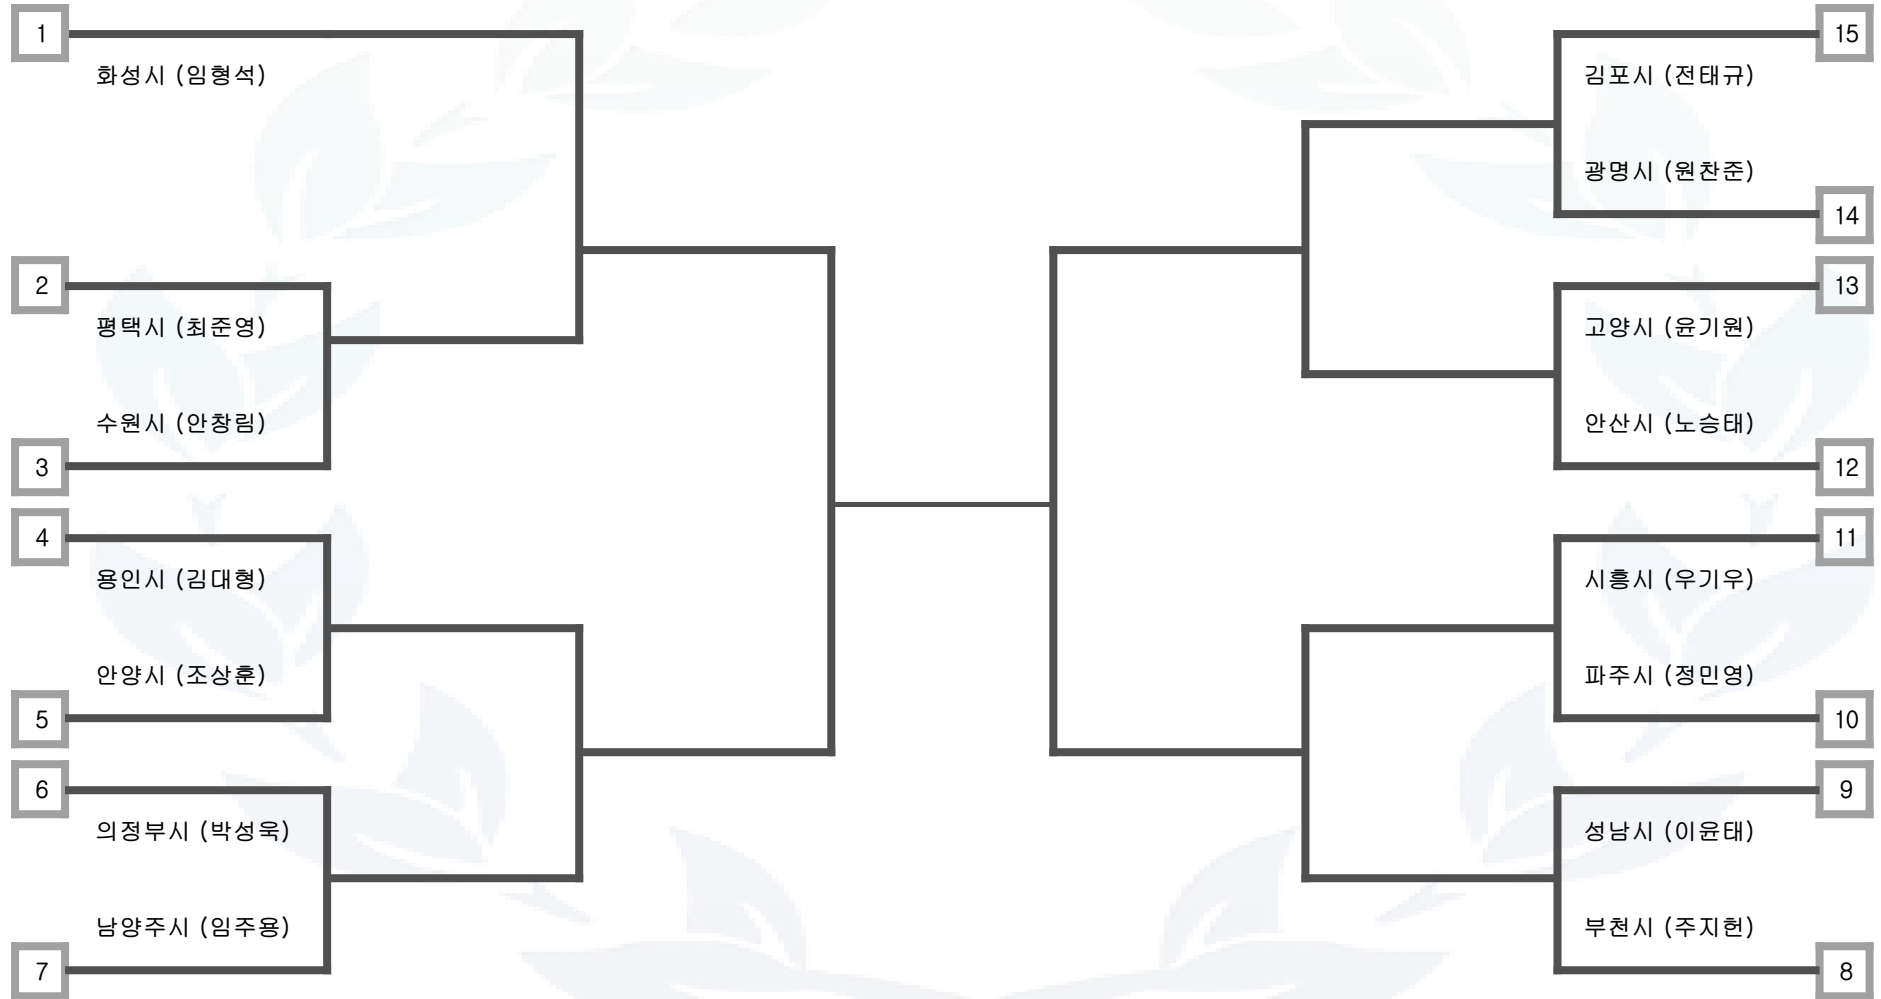 1
화성시 (임형석)
2
평택시 (최준영)
수원시 (안창림)
3
4
용인시 (김대형)
안양시 (조상훈)
5
6
의정부시 (박성욱)
남양주시 (임주용)
7
15
김포시 (전태규)
광명시 (원찬준)
14
13
고양시 (윤기원)
안산시 (노승태)
12
11
시흥시 (우기우)
파주시 (정민영)
10
9
성남시 (이윤태)
부천시 (주지헌)
8